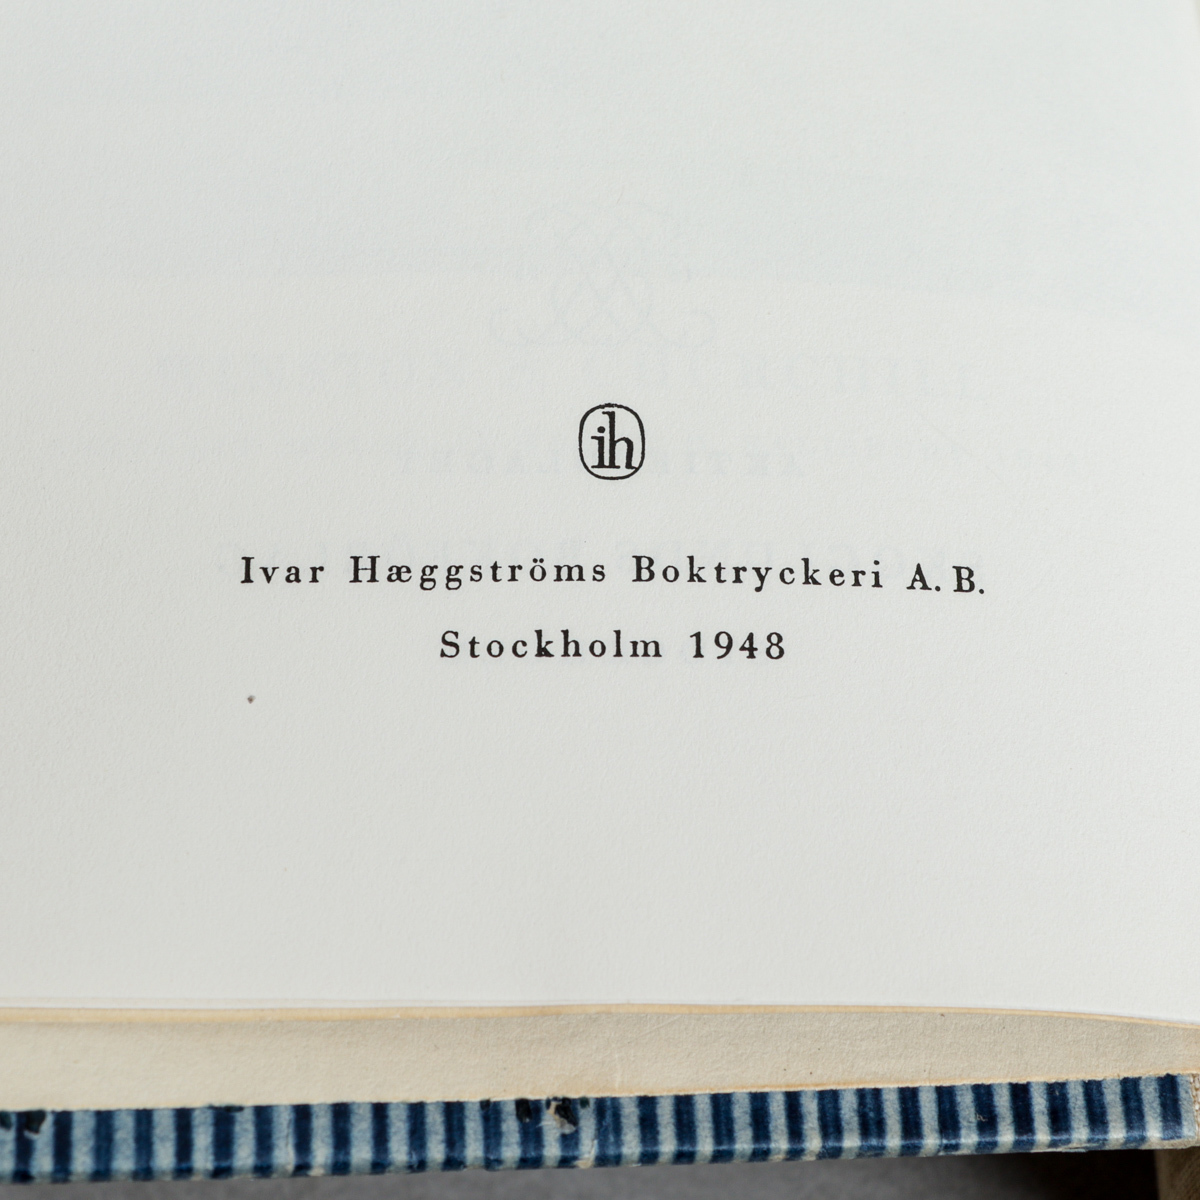 ih
Ivar Hæggströms Boktryckeri A. B.
Stockholm 1948